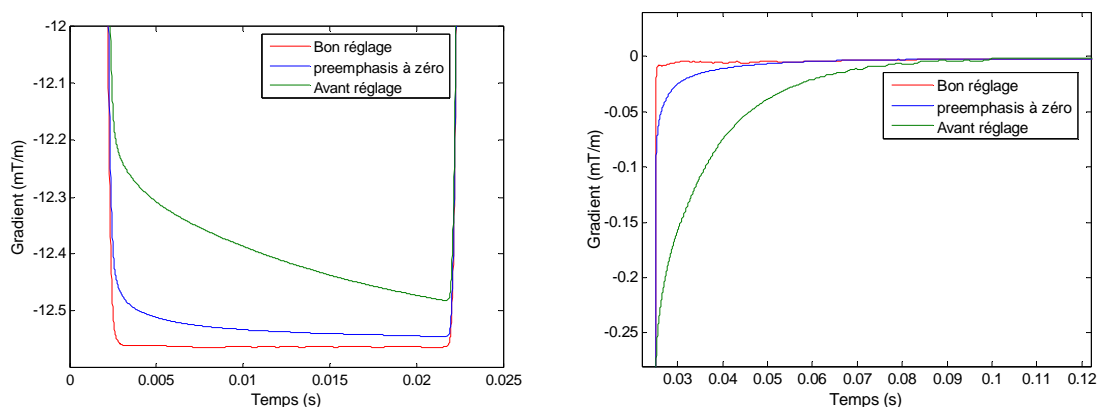 -12
-12.1
-12.2
-12.3
-12.4
-12.5
Gradient (mT/m)
Bon réglage
preemphasis à zéro
Avant réglage
0
0.005
0.01
0.015
0.02
0.025
Temps (s)
0
-0.05
-0.1
-0.15
-0.2
-0.25
Gradient (mT/m)
Bon réglage
preemphasis à zéro
Avant réglage
0.03
0.04
0.05
0.06
0.07
0.08
0.09
0.1
0.11
0.12
Temps (s)